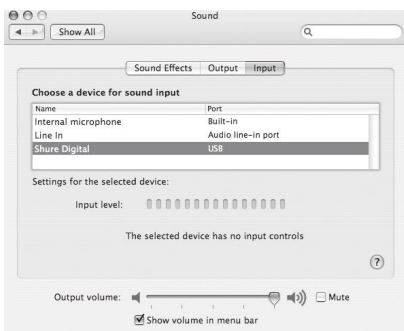 Sound
Show All
Sound Effects Output Input
Choose a device for sound input
Name Port
Internal microphone Built-in
Line In Audio line-in port
Shure Digital USB
Settings for the selected device:
Input level:
The selected device has no input controls
?
Output volume: Mute
Show volume in menu bar